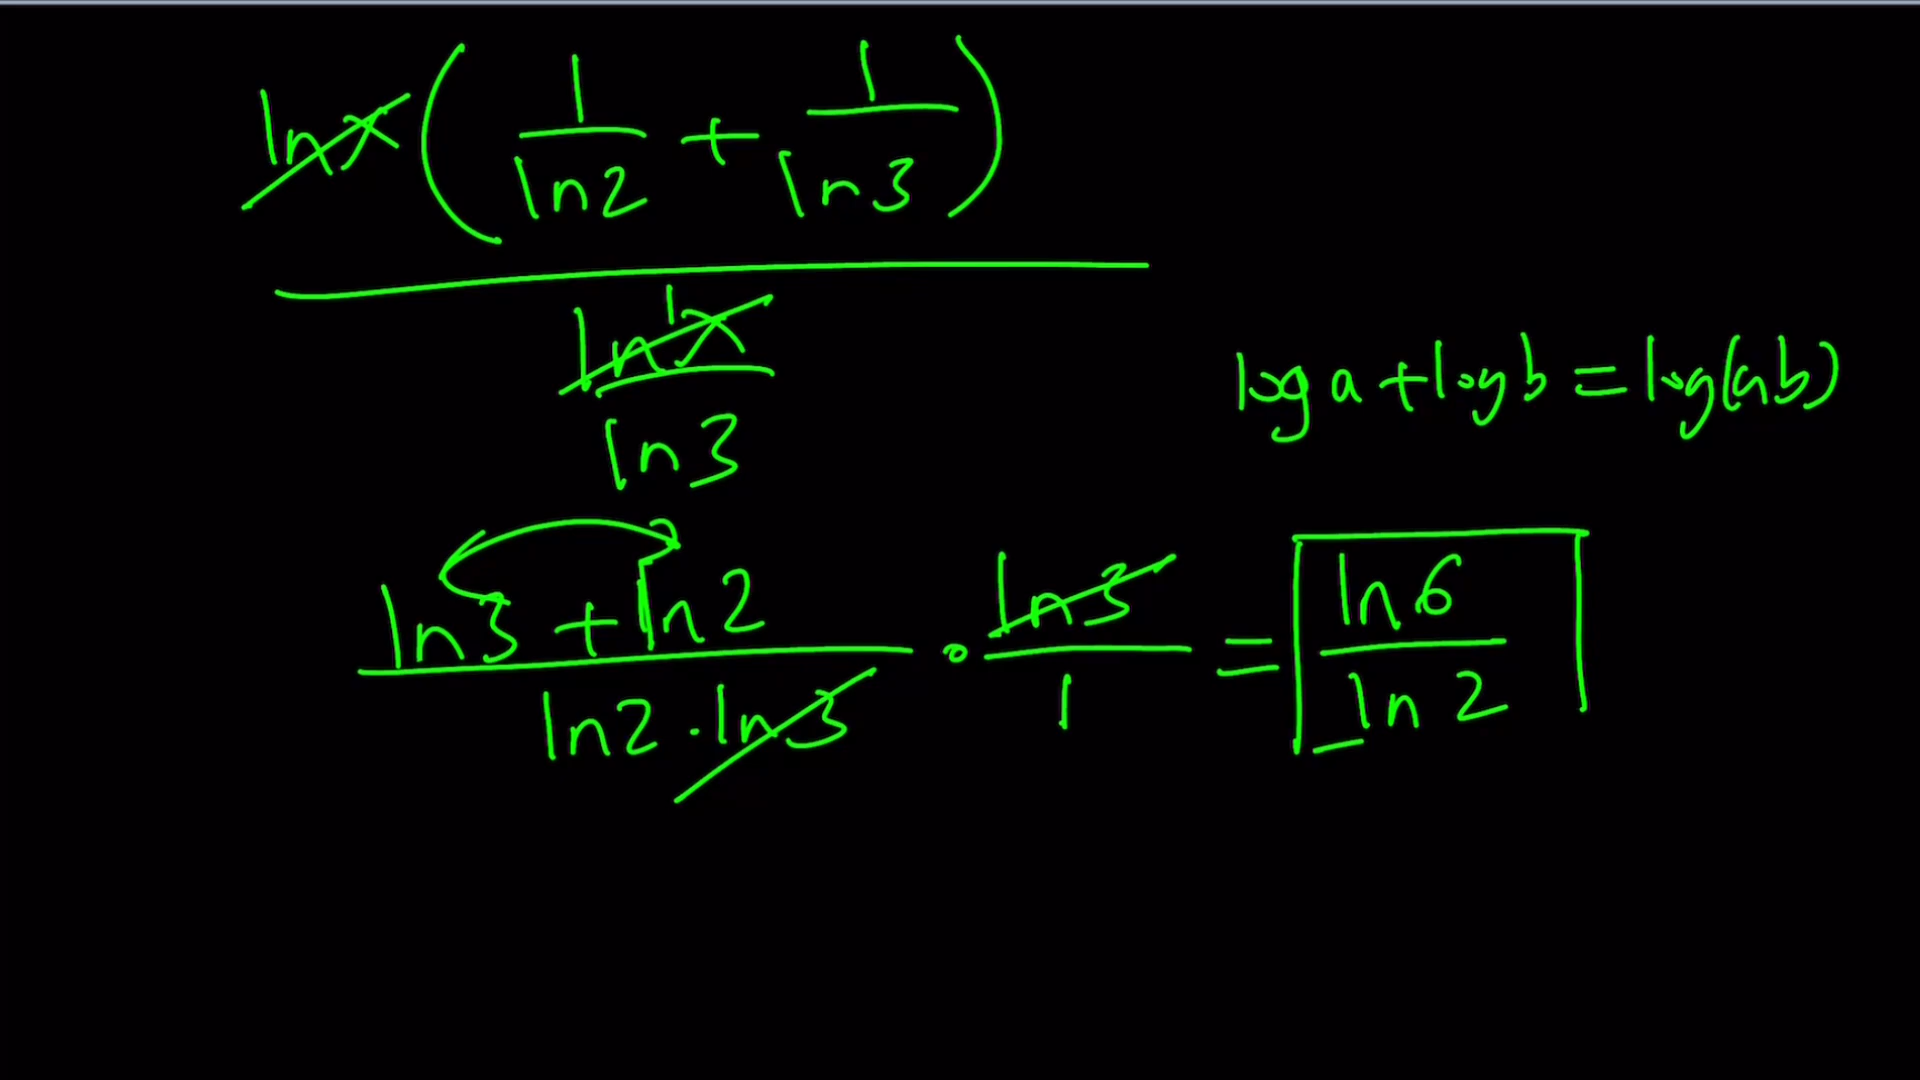 ln x ( 1/ln2 + 1/ln3 )
ln x / ln3
log a + log b = log(ab)
ln3 + ln2 / ln2 · ln3 · ln3 / 1 = ln6 / ln2